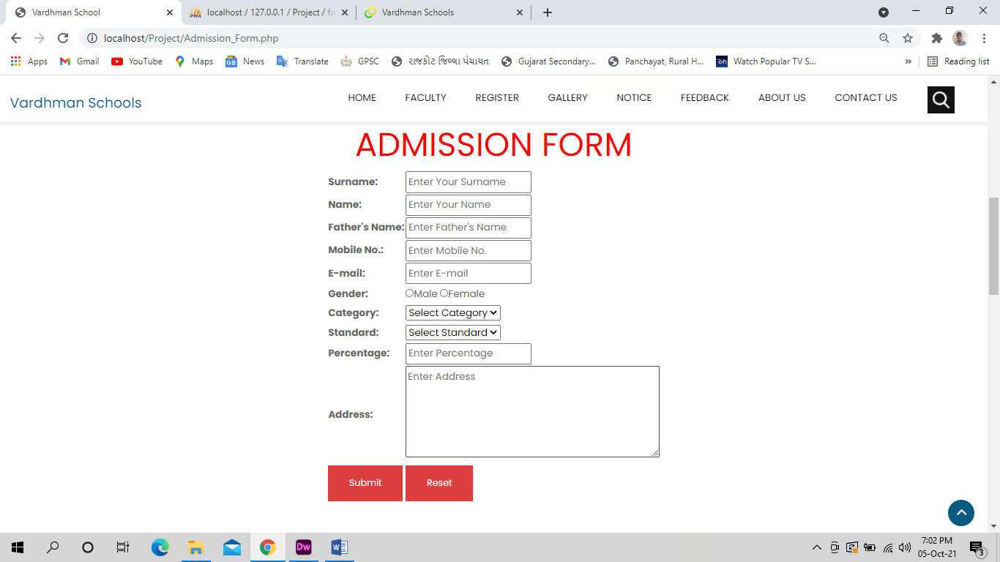 Vardhman School
localhost / 127.0.0.1 / Project / fa
Vardhman Schools
localhost/Project/Admission_Form.php
Apps Gmail YouTube Maps News Translate GPSC રાજકોટ જિલ્લા પંચાયત Gujarat Secondary... Panchayat, Rural H... Watch Popular TV S... » Reading list
Vardhman Schools
HOME FACULTY REGISTER GALLERY NOTICE FEEDBACK ABOUT US CONTACT US
ADMISSION FORM
Surname: Enter Your Surname
Name: Enter Your Name
Father's Name: Enter Father's Name
Mobile No.: Enter Mobile No.
E-mail: Enter E-mail
Gender: Male Female
Category: Select Category
Standard: Select Standard
Percentage: Enter Percentage
Address: Enter Address
Submit Reset
7:02 PM
05-Oct-21
3